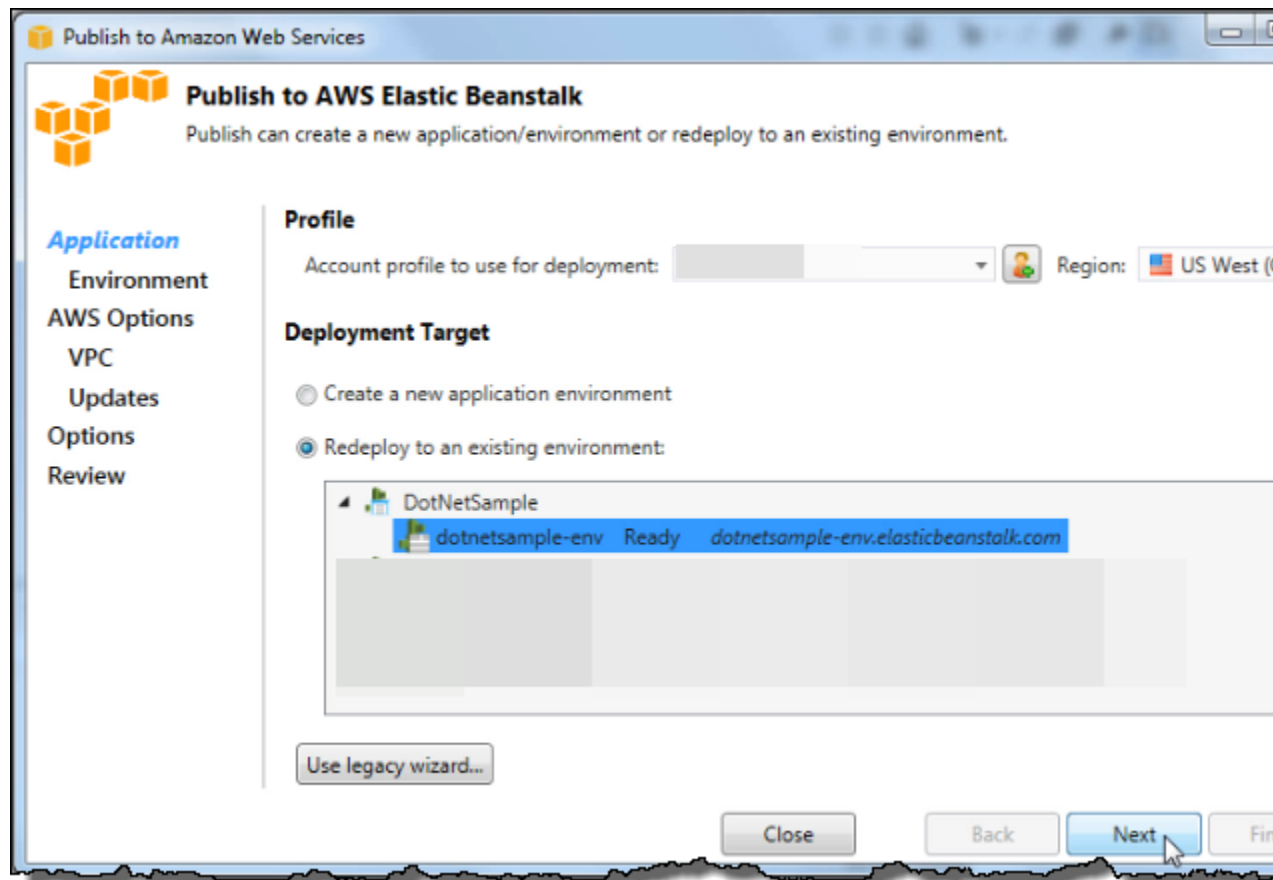 Publish to Amazon Web Services
Publish to AWS Elastic Beanstalk
Publish can create a new application/environment or redeploy to an existing environment.
Application
Environment
AWS Options
VPC
Updates
Options
Review
Profile
Account profile to use for deployment:
Region:
US West
Deployment Target
Create a new application environment
Redeploy to an existing environment:
DotNetSample
dotnetsample-env Ready dotnetsample-env.elasticbeanstalk.com
Use legacy wizard...
Close
Back
Next